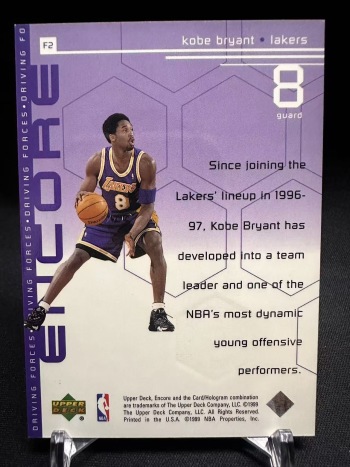 F2
kobe bryant • lakers
8
guard
DRIVING FORCES•DRIVING FORCES•DRIVING FO
ENCORE
LAKERS
8
Since joining the
Lakers' lineup in 1996-
97, Kobe Bryant has
developed into a team
leader and one of the
NBA's most dynamic
young offensive
performers.
UPPER
DECK
NBA
Upper Deck, Encore and the Card/Hologram combination
are trademarks of The Upper Deck Company, LLC. ©1999
The Upper Deck Company, LLC. All Rights Reserved.
Printed in the U.S.A. ©1999 NBA Properties, Inc.